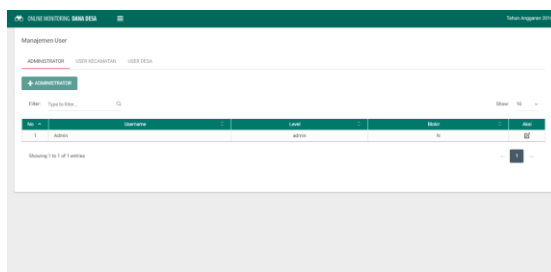 ONLINE MONITORING DANA DESA
Tahun Anggaran 201
Manajemen User
ADMINISTRATOR USER KECAMATAN USER DESA
+ ADMINISTRATOR
Filter: Type to filter... Show: 10
No Username Level Blokir Aksi
1 Admin admin N
Showing 1 to 1 of 1 entries
← 1 →